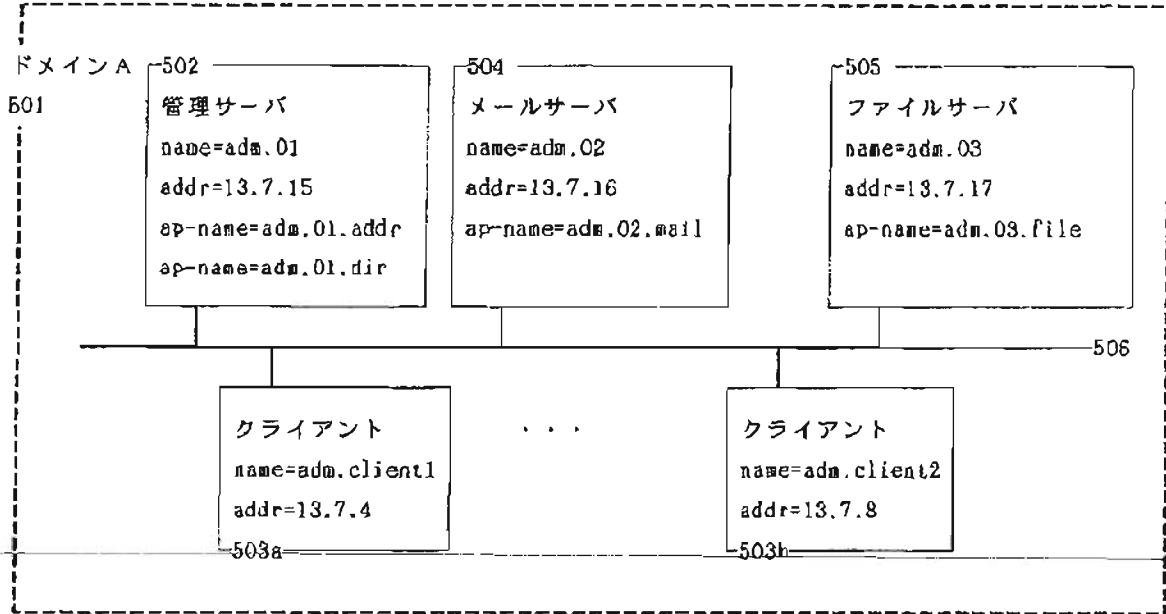 ドメインA
501
502
管理サーバ
name=adm.01
addr=13.7.15
ap-name=adm.01.addr
ap-name=adm.01.dir
504
メールサーバ
name=adm.02
addr=13.7.16
ap-name=adm.02.mail
505
ファイルサーバ
name=adm.03
addr=13.7.17
ap-name=adm.03.file
506
クライアント
name=adm.client1
addr=13.7.4
503a
・・・
クライアント
name=adm.client2
addr=13.7.8
503h